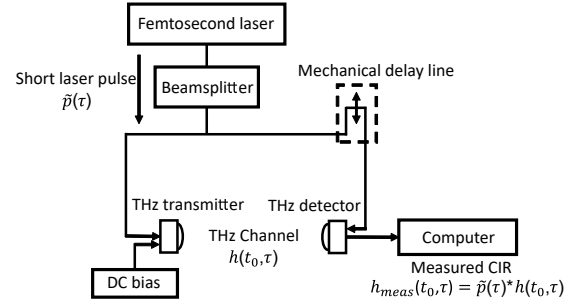 Femtosecond laser
Short laser pulse
p̃(τ)
Beamsplitter
Mechanical delay line
THz transmitter
THz detector
THz Channel
h(t₀,τ)
DC bias
Computer
Measured CIR
hₘₑₐₛ(t₀,τ) = p̃(τ)*h(t₀,τ)